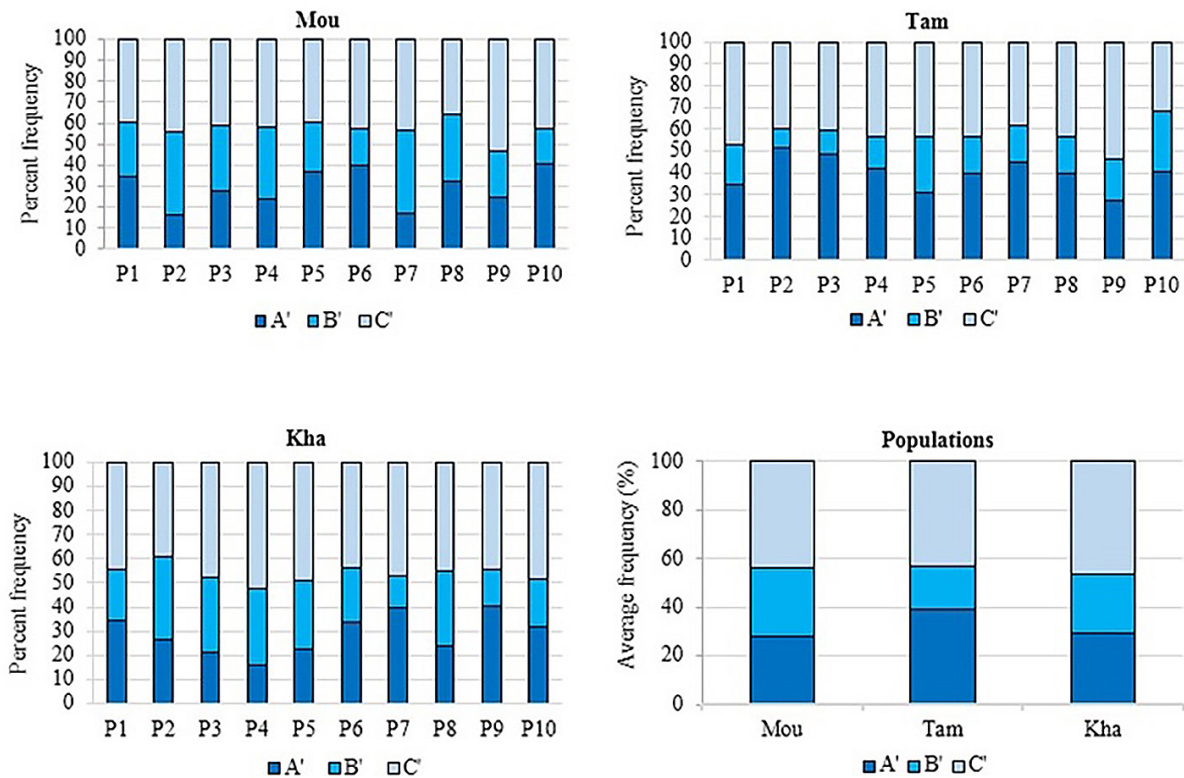 Mou
Percent frequency
100
90
80
70
60
50
40
30
20
10
0
P1 P2 P3 P4 P5 P6 P7 P8 P9 P10
A' B' C'
Tam
Percent frequency
100
90
80
70
60
50
40
30
20
10
0
P1 P2 P3 P4 P5 P6 P7 P8 P9 P10
A' B' C'
Kha
Percent frequency
100
90
80
70
60
50
40
30
20
10
0
P1 P2 P3 P4 P5 P6 P7 P8 P9 P10
A' B' C'
Populations
Average frequency (%)
100
80
60
40
20
0
Mou Tam Kha
A' B' C'